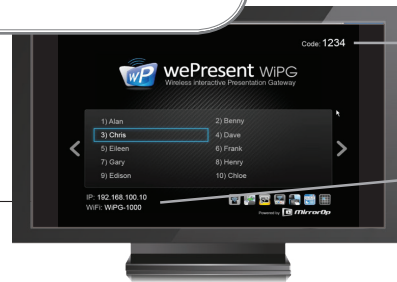 Code: 1234
wP wePresent WiPG
Wireless interactive Presentation Gateway
1) Alan 2) Benny
3) Chris 4) Dave
5) Eileen 6) Frank
7) Gary 8) Henry
9) Edison 10) Chloe
IP: 192.168.100.10
WiFi: WiPG-1000
Powered by MirrorOp